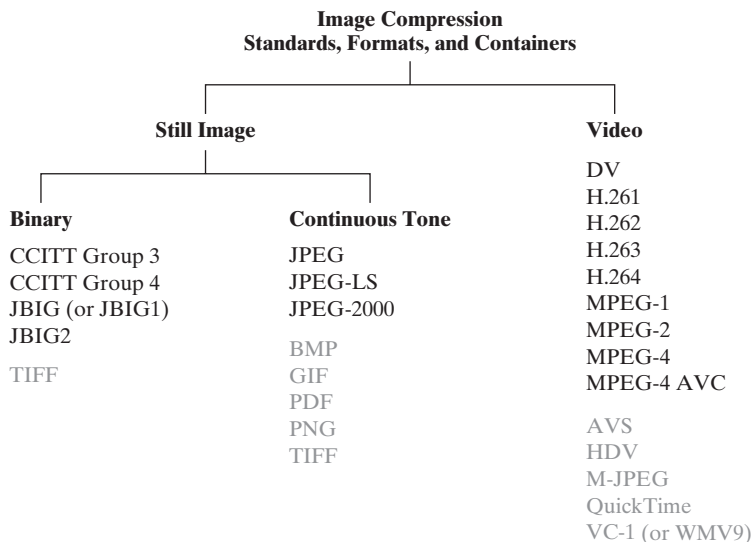 Image Compression
Standards, Formats, and Containers
Still Image
Binary
CCITT Group 3
CCITT Group 4
JBIG (or JBIG1)
JBIG2
TIFF
Continuous Tone
JPEG
JPEG-LS
JPEG-2000
BMP
GIF
PDF
PNG
TIFF
Video
DV
H.261
H.262
H.263
H.264
MPEG-1
MPEG-2
MPEG-4
MPEG-4 AVC
AVS
HDV
M-JPEG
QuickTime
VC-1 (or WMV9)